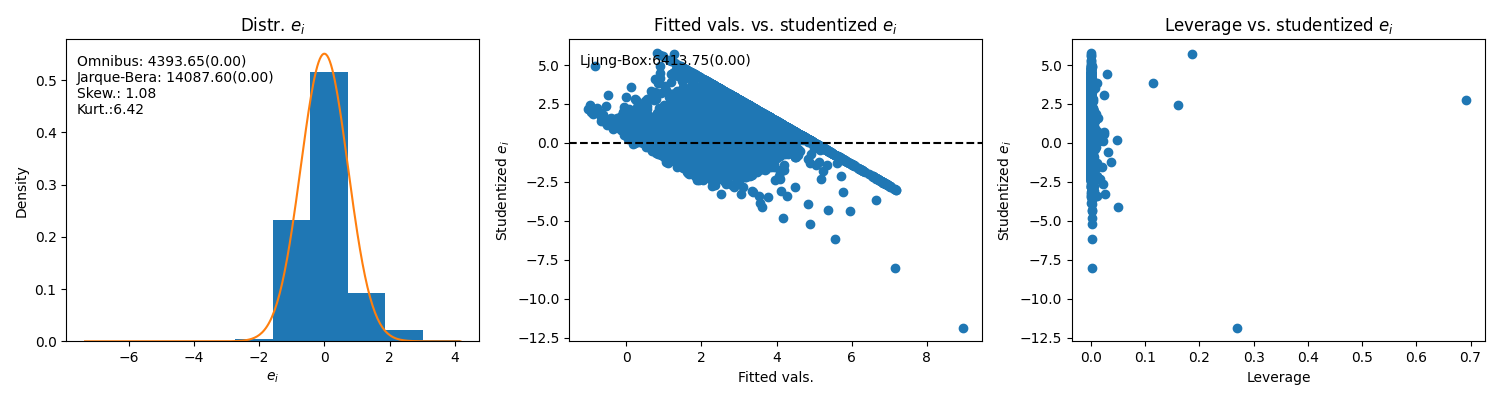 Distr. e_i
Omnibus: 4393.65(0.00)
Jarque-Bera: 14087.60(0.00)
Skew.: 1.08
Kurt.:6.42
Density
0.5
0.4
0.3
0.2
0.1
0.0
−6 −4 −2 0 2 4
e_i
Fitted vals. vs. studentized e_i
Ljung-Box:6413.75(0.00)
Studentized e_i
5.0
2.5
0.0
−2.5
−5.0
−7.5
−10.0
−12.5
0 2 4 6 8
Fitted vals.
Leverage vs. studentized e_i
Studentized e_i
5.0
2.5
0.0
−2.5
−5.0
−7.5
−10.0
−12.5
0.0 0.1 0.2 0.3 0.4 0.5 0.6 0.7
Leverage